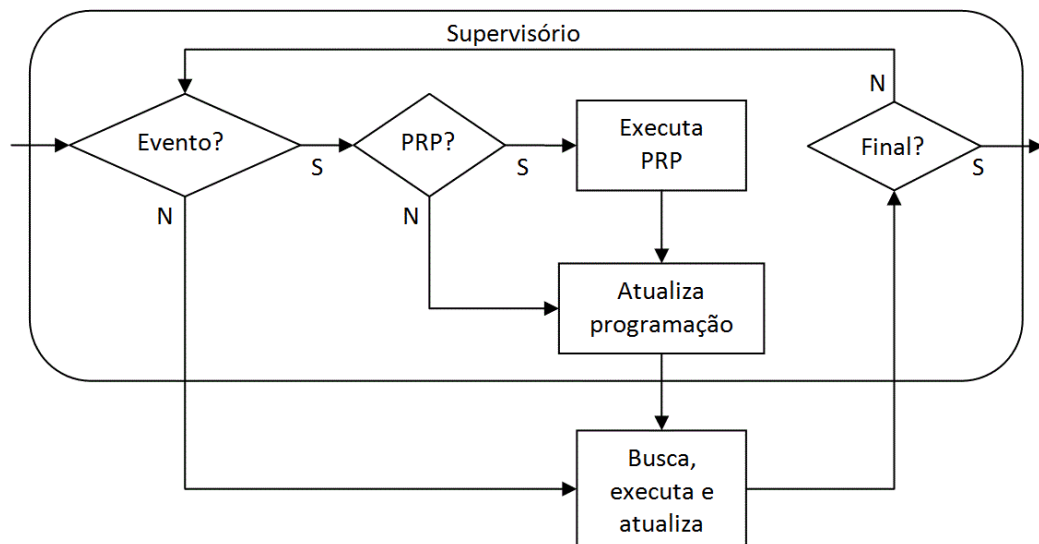 Supervisório
Evento?
S
N
PRP?
S
N
Executa
PRP
Final?
N
S
Atualiza
programação
Busca,
executa e
atualiza